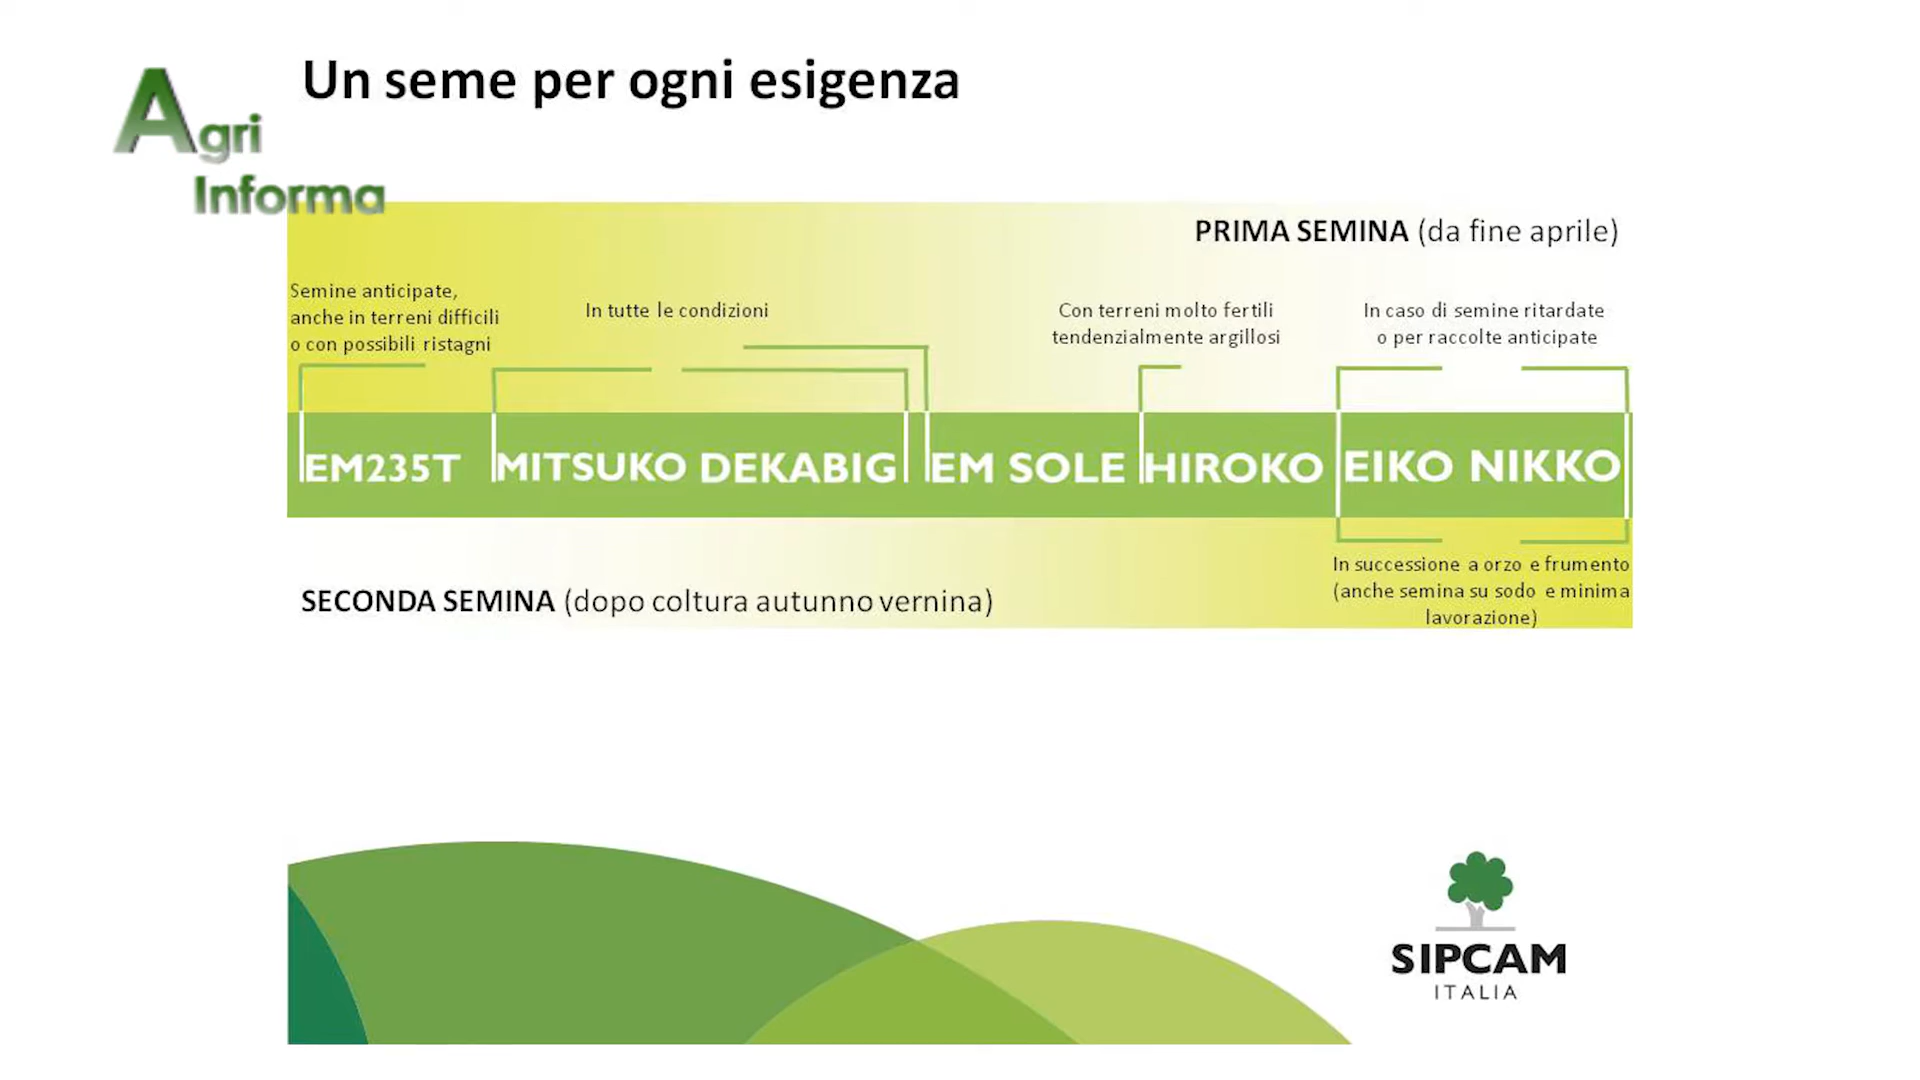 Un seme per ogni esigenza
Agri
Informa
PRIMA SEMINA (da fine aprile)
Semine anticipate,
anche in terreni difficili
o con possibili ristagni
In tutte le condizioni
Con terreni molto fertili
tendenzialmente argillosi
In caso di semine ritardate
o per raccolte anticipate
EM235T MITSUKO DEKABIG EM SOLE HIROKO EIKO NIKKO
In successione a orzo e frumento
(anche semina su sodo e minima
lavorazione)
SECONDA SEMINA (dopo coltura autunno vernina)
SIPCAM
ITALIA